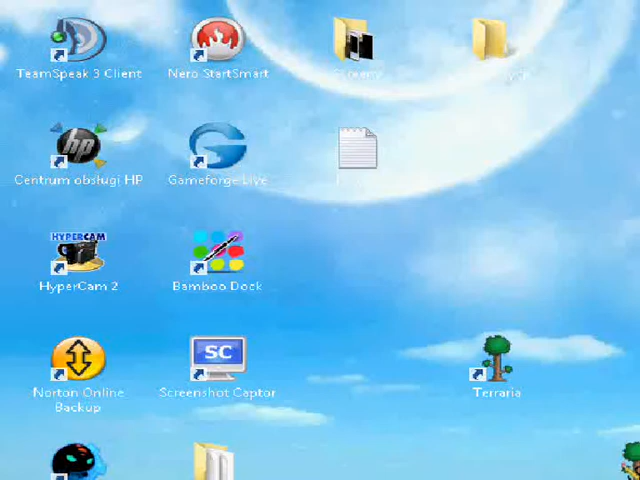 TeamSpeak 3 Client
Nero StartSmart
hp
Centrum obsługi HP
Gameforge Live
HYPERCAM
HyperCam 2
Bamboo Dock
SC
Norton Online
Backup
Screenshot Captor
Terraria